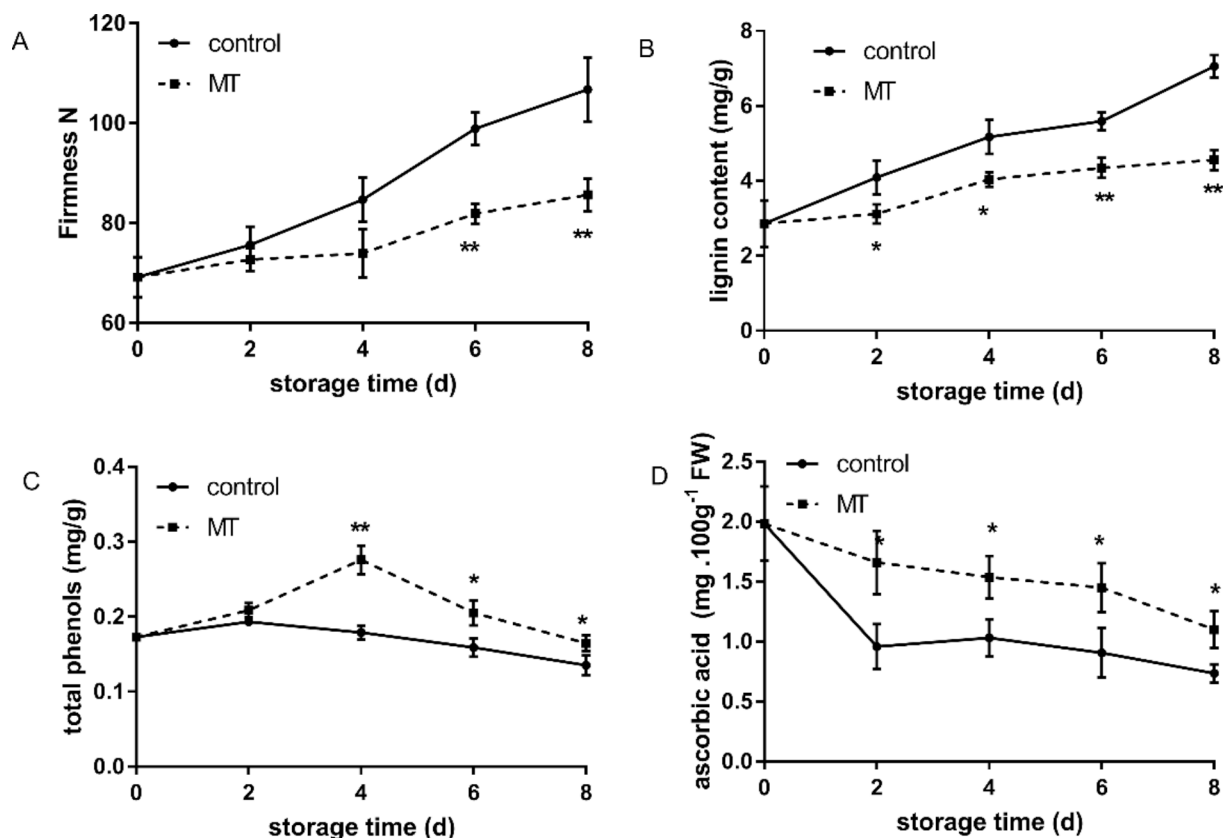 A
control
MT
Firmness N
120
100
80
60
0 2 4 6 8
storage time (d)
** **
B
control
MT
lignin content (mg/g)
8
6
4
2
0
0 2 4 6 8
storage time (d)
* * ** **
C
control
MT
total phenols (mg/g)
0.4
0.3
0.2
0.1
0.0
0 2 4 6 8
storage time (d)
** * *
D
control
MT
ascorbic acid (mg .100g⁻¹ FW)
2.5
2.0
1.5
1.0
0.5
0.0
0 2 4 6 8
storage time (d)
* * * *